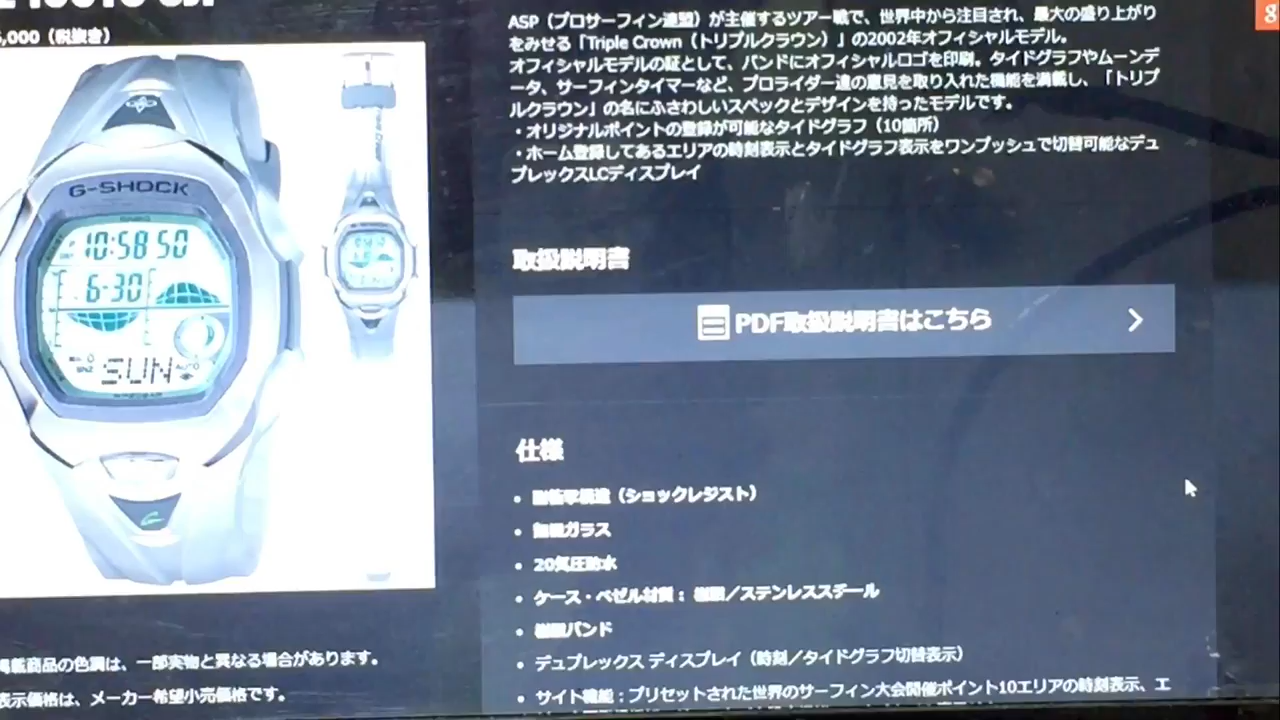 ,000（税抜き）
G-SHOCK
10:58 50
6-30
SUN
AUTO
ASP（プロサーフィン連盟）が主催するツアー戦で、世界中から注目され、最大の盛り上がり
をみせる「Triple Crown（トリプルクラウン）」の2002年オフィシャルモデル。
オフィシャルモデルの証として、バンドにオフィシャルロゴを印刷。タイドグラフやムーンデ
ータ、サーフィンタイマーなど、プロライダー達の意見を取り入れた機能を満載し、「トリプ
ルクラウン」の名にふさわしいスペックとデザインを持ったモデルです。
・オリジナルポイントの登録が可能なタイドグラフ（10箇所）
・ホーム登録してあるエリアの時刻表示とタイドグラフ表示をワンプッシュで切替可能なデュ
プレックスLCディスプレイ
取扱説明書
PDF取扱説明書はこちら
仕様
• 耐衝撃構造（ショックレジスト）
• 無機ガラス
• 20気圧防水
• ケース・ベゼル材質： 樹脂／ステンレススチール
• 樹脂バンド
• デュプレックス ディスプレイ（時刻／タイドグラフ切替表示）
• サイト機能：プリセットされた世界のサーフィン大会開催ポイント10エリアの時刻表示、エ
掲載商品の色調は、一部実物と異なる場合があります。
表示価格は、メーカー希望小売価格です。